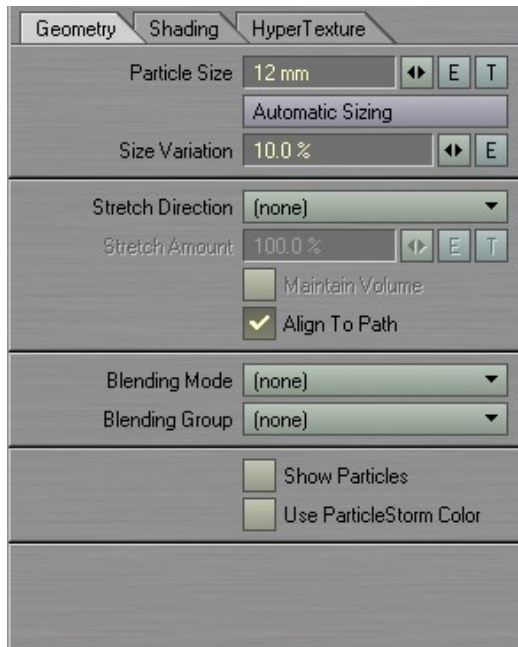 Geometry Shading HyperTexture
Particle Size 12 mm E T
Automatic Sizing
Size Variation 10.0 % E
Stretch Direction (none)
Stretch Amount 100.0 % E T
Maintain Volume
Align To Path
Blending Mode (none)
Blending Group (none)
Show Particles
Use ParticleStorm Color